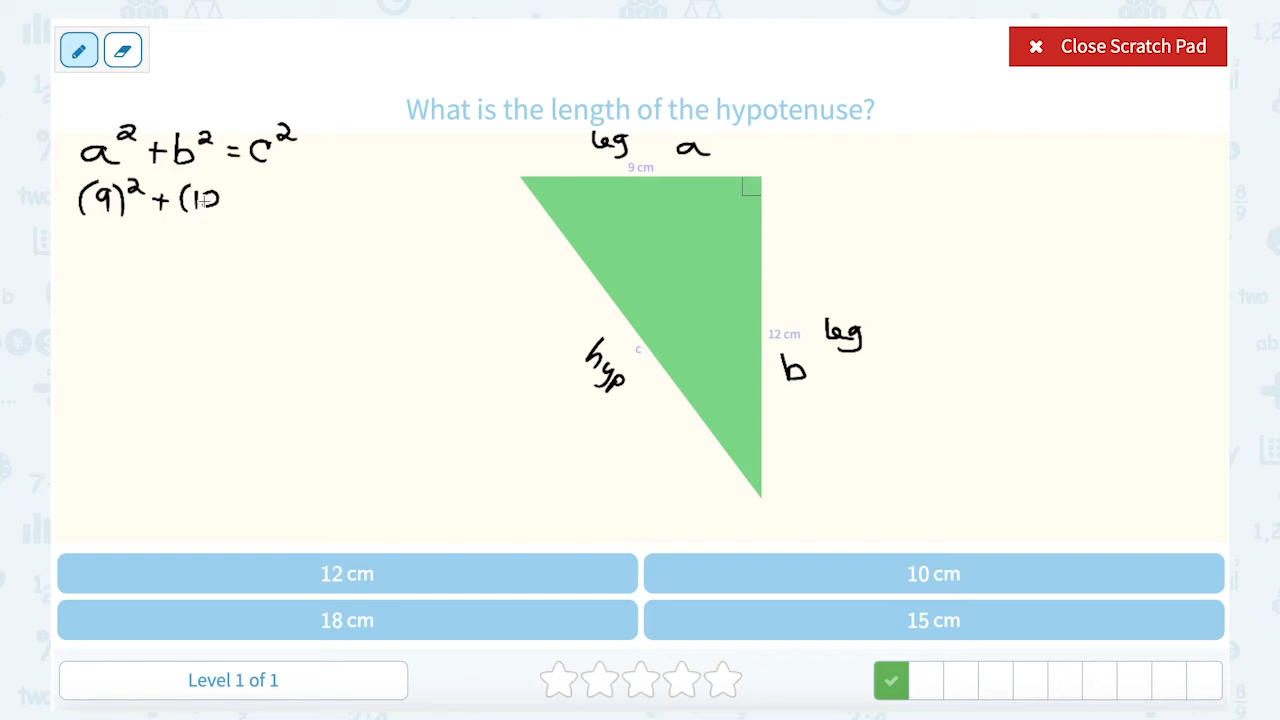 Close Scratch Pad
What is the length of the hypotenuse?
a² + b² = c²
(9)² + (1
leg a
9 cm
12 cm
leg
b
c
hyp
12 cm
10 cm
18 cm
15 cm
Level 1 of 1